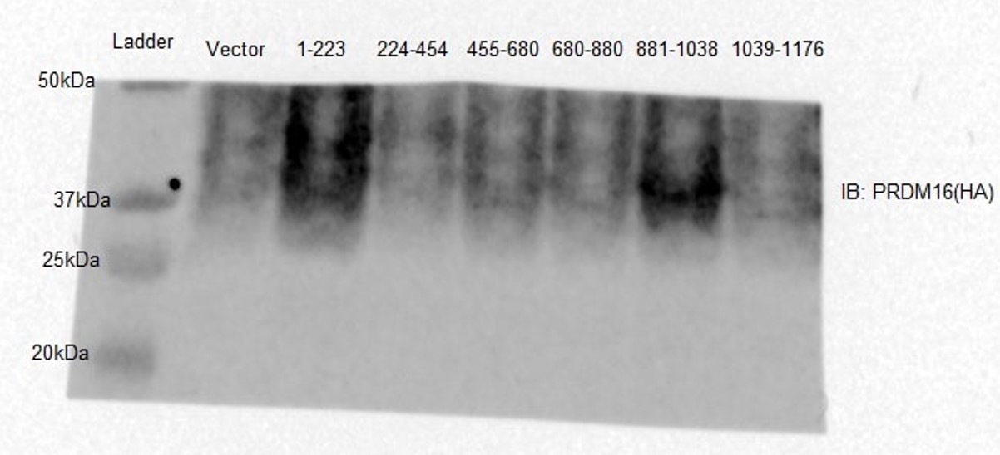 Ladder Vector 1-223 224-454 455-680 680-880 881-1038 1039-1176
50kDa
37kDa
IB: PRDM16(HA)
25kDa
20kDa